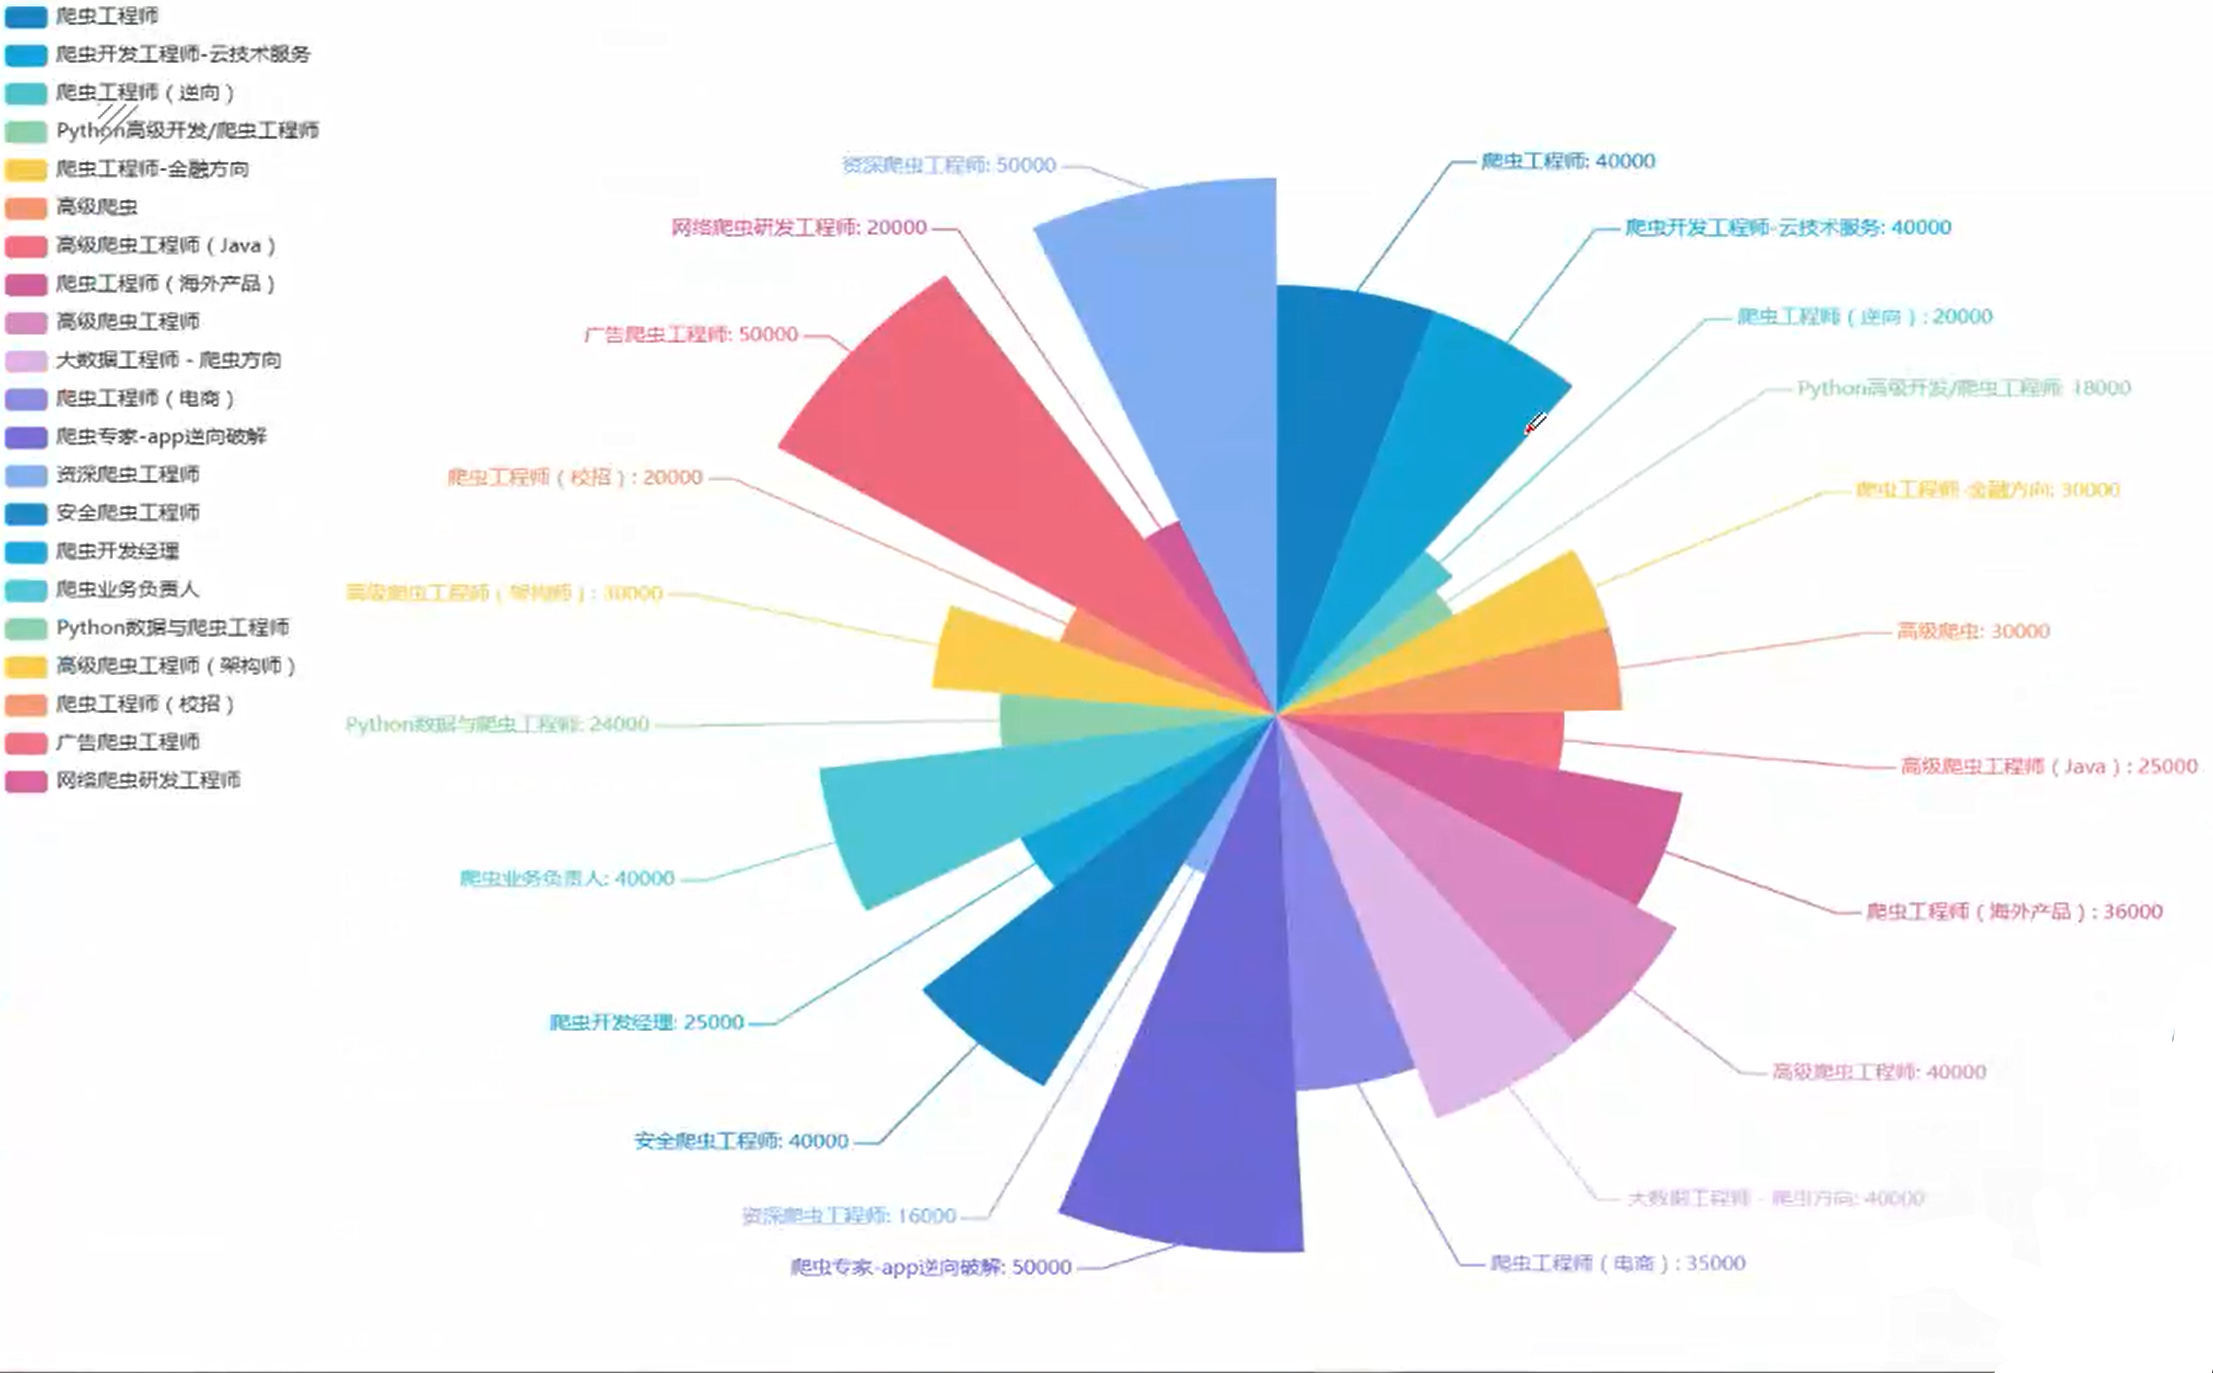 爬虫工程师
爬虫开发工程师-云技术服务
爬虫工程师（逆向）
Python高级开发/爬虫工程师
爬虫工程师-金融方向
高级爬虫
高级爬虫工程师（Java）
爬虫工程师（海外产品）
高级爬虫工程师
大数据工程师 - 爬虫方向
爬虫工程师（电商）
爬虫专家-app逆向破解
资深爬虫工程师
安全爬虫工程师
爬虫开发经理
爬虫业务负责人
Python数据与爬虫工程师
高级爬虫工程师（架构师）
爬虫工程师（校招）
广告爬虫工程师
网络爬虫研发工程师
爬虫工程师: 40000
爬虫开发工程师-云技术服务: 40000
爬虫工程师（逆向）: 20000
Python高级开发/爬虫工程师: 18000
爬虫工程师-金融方向: 30000
高级爬虫: 30000
高级爬虫工程师（Java）: 25000
爬虫工程师（海外产品）: 36000
高级爬虫工程师: 40000
大数据工程师 - 爬虫方向: 40000
爬虫工程师（电商）: 35000
爬虫专家-app逆向破解: 50000
资深爬虫工程师: 16000
安全爬虫工程师: 40000
爬虫开发经理: 25000
爬虫业务负责人: 40000
Python数据与爬虫工程师: 24000
高级爬虫工程师（架构师）: 30000
爬虫工程师（校招）: 20000
广告爬虫工程师: 50000
网络爬虫研发工程师: 20000
资深爬虫工程师: 50000